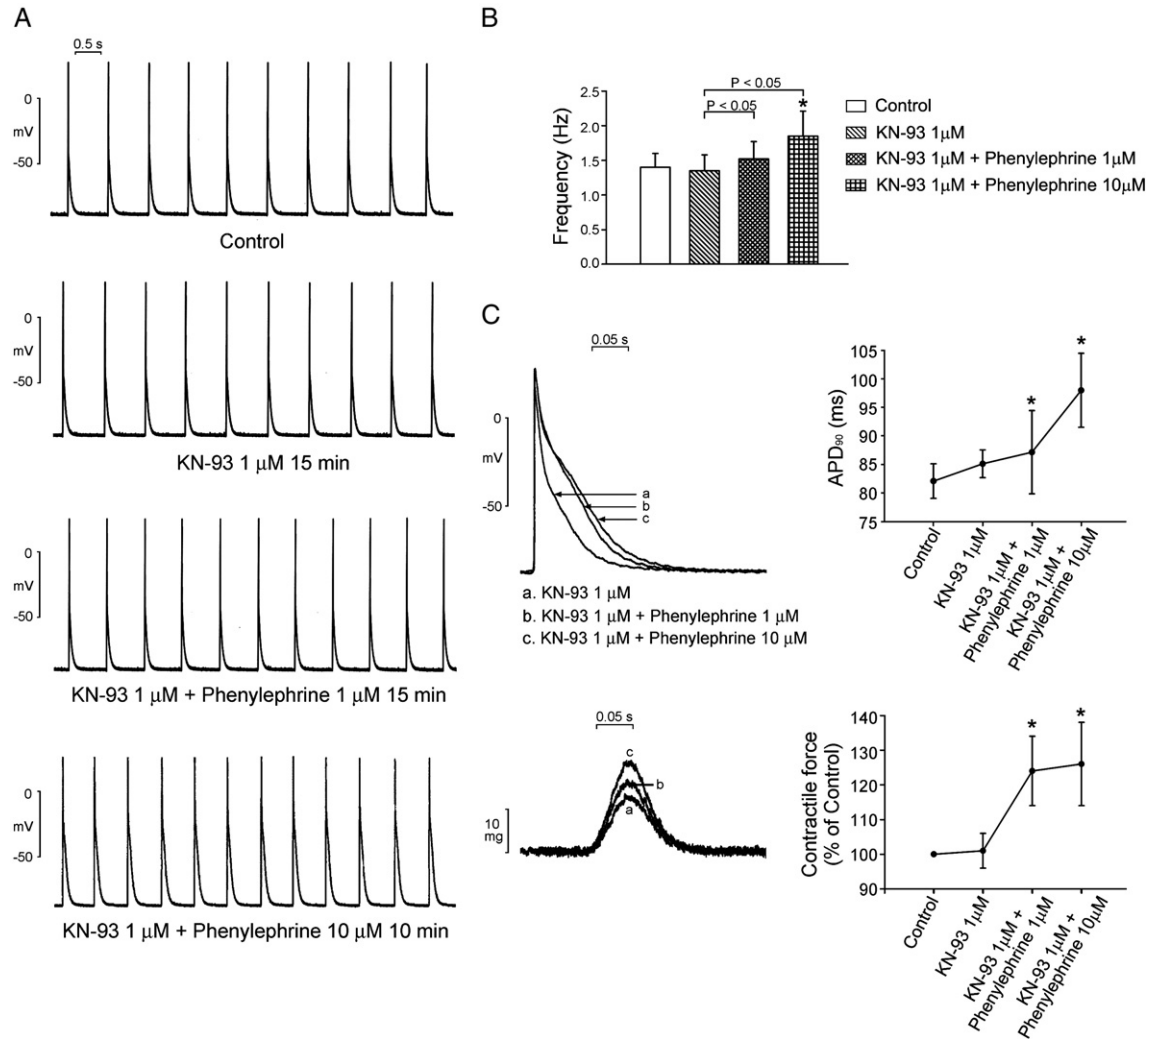 A
0.5 s
0
mV
-50
Control
0
mV
-50
KN-93 1 μM 15 min
0
mV
-50
KN-93 1 μM + Phenylephrine 1 μM 15 min
0
mV
-50
KN-93 1 μM + Phenylephrine 10 μM 10 min
B
P < 0.05
P < 0.05
*
2.5
2.0
1.5
1.0
0.5
0.0
Frequency (Hz)
Control
KN-93 1μM
KN-93 1μM + Phenylephrine 1μM
KN-93 1μM + Phenylephrine 10μM
C
0.05 s
0
mV
-50
a
b
c
a. KN-93 1 μM
b. KN-93 1 μM + Phenylephrine 1 μM
c. KN-93 1 μM + Phenylephrine 10 μM
105
100
95
90
85
80
75
APD90 (ms)
*
*
Control
KN-93 1μM
KN-93 1μM +
Phenylephrine 1μM
KN-93 1μM +
Phenylephrine 10μM
0.05 s
c
b
a
10
mg
140
130
120
110
100
90
Contractile force
(% of Control)
*
*
Control
KN-93 1μM
KN-93 1μM +
Phenylephrine 1μM
KN-93 1μM +
Phenylephrine 10μM